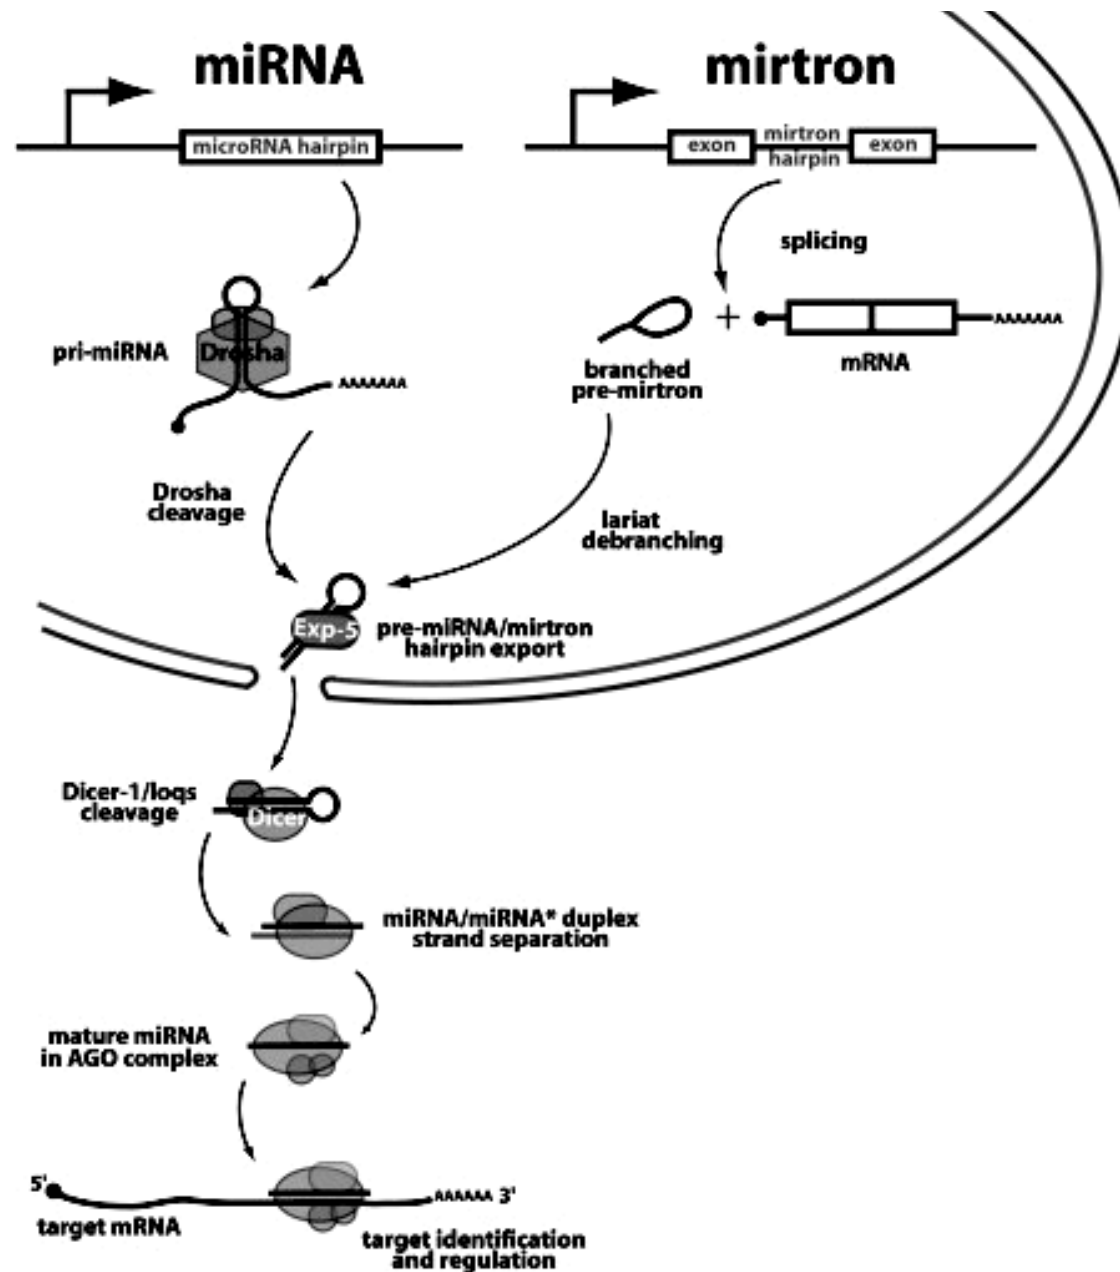 miRNA
mirtron
microRNA hairpin
exon
mirtron
hairpin
exon
splicing
pri-miRNA
Drosha
AAAAAAA
branched
pre-mirtron
+
AAAAAAA
mRNA
Drosha
cleavage
lariat
debranching
Exp-5
pre-miRNA/mirtron
hairpin export
Dicer-1/loqs
cleavage
Dicer
miRNA/miRNA* duplex
strand separation
mature miRNA
in AGO complex
5'
AAAAAA 3'
target mRNA
target identification
and regulation